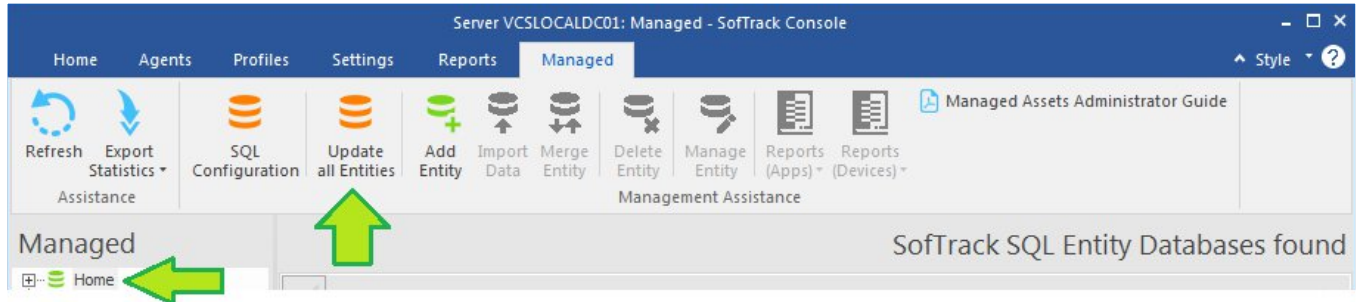 Server VCSLOCALDC01: Managed - SofTrack Console
Home Agents Profiles Settings Reports Managed Style ?
Managed Assets Administrator Guide
Refresh Export SQL Update Add Import Merge Delete Manage Reports Reports
Statistics Configuration all Entities Entity Data Entity Entity Entity (Apps) (Devices)
Assistance Management Assistance
Managed SofTrack SQL Entity Databases found
Home